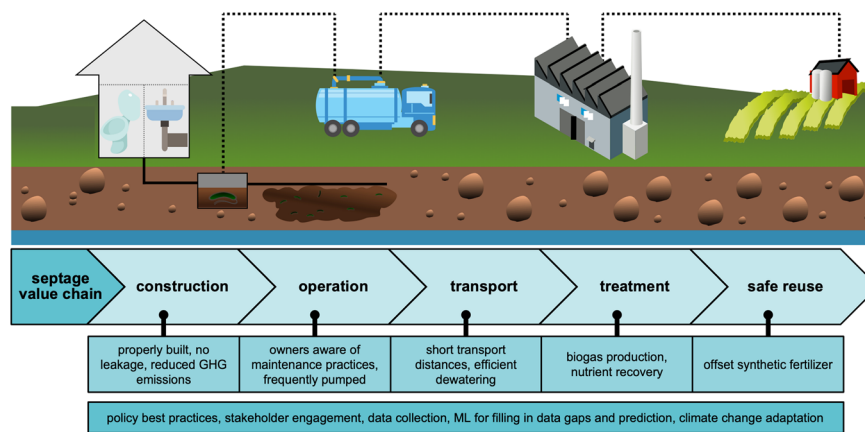 septage
value chain
construction
operation
transport
treatment
safe reuse
properly built, no
leakage, reduced GHG
emissions
owners aware of
maintenance practices,
frequently pumped
short transport
distances, efficient
dewatering
biogas production,
nutrient recovery
offset synthetic fertilizer
policy best practices, stakeholder engagement, data collection, ML for filling in data gaps and prediction, climate change adaptation